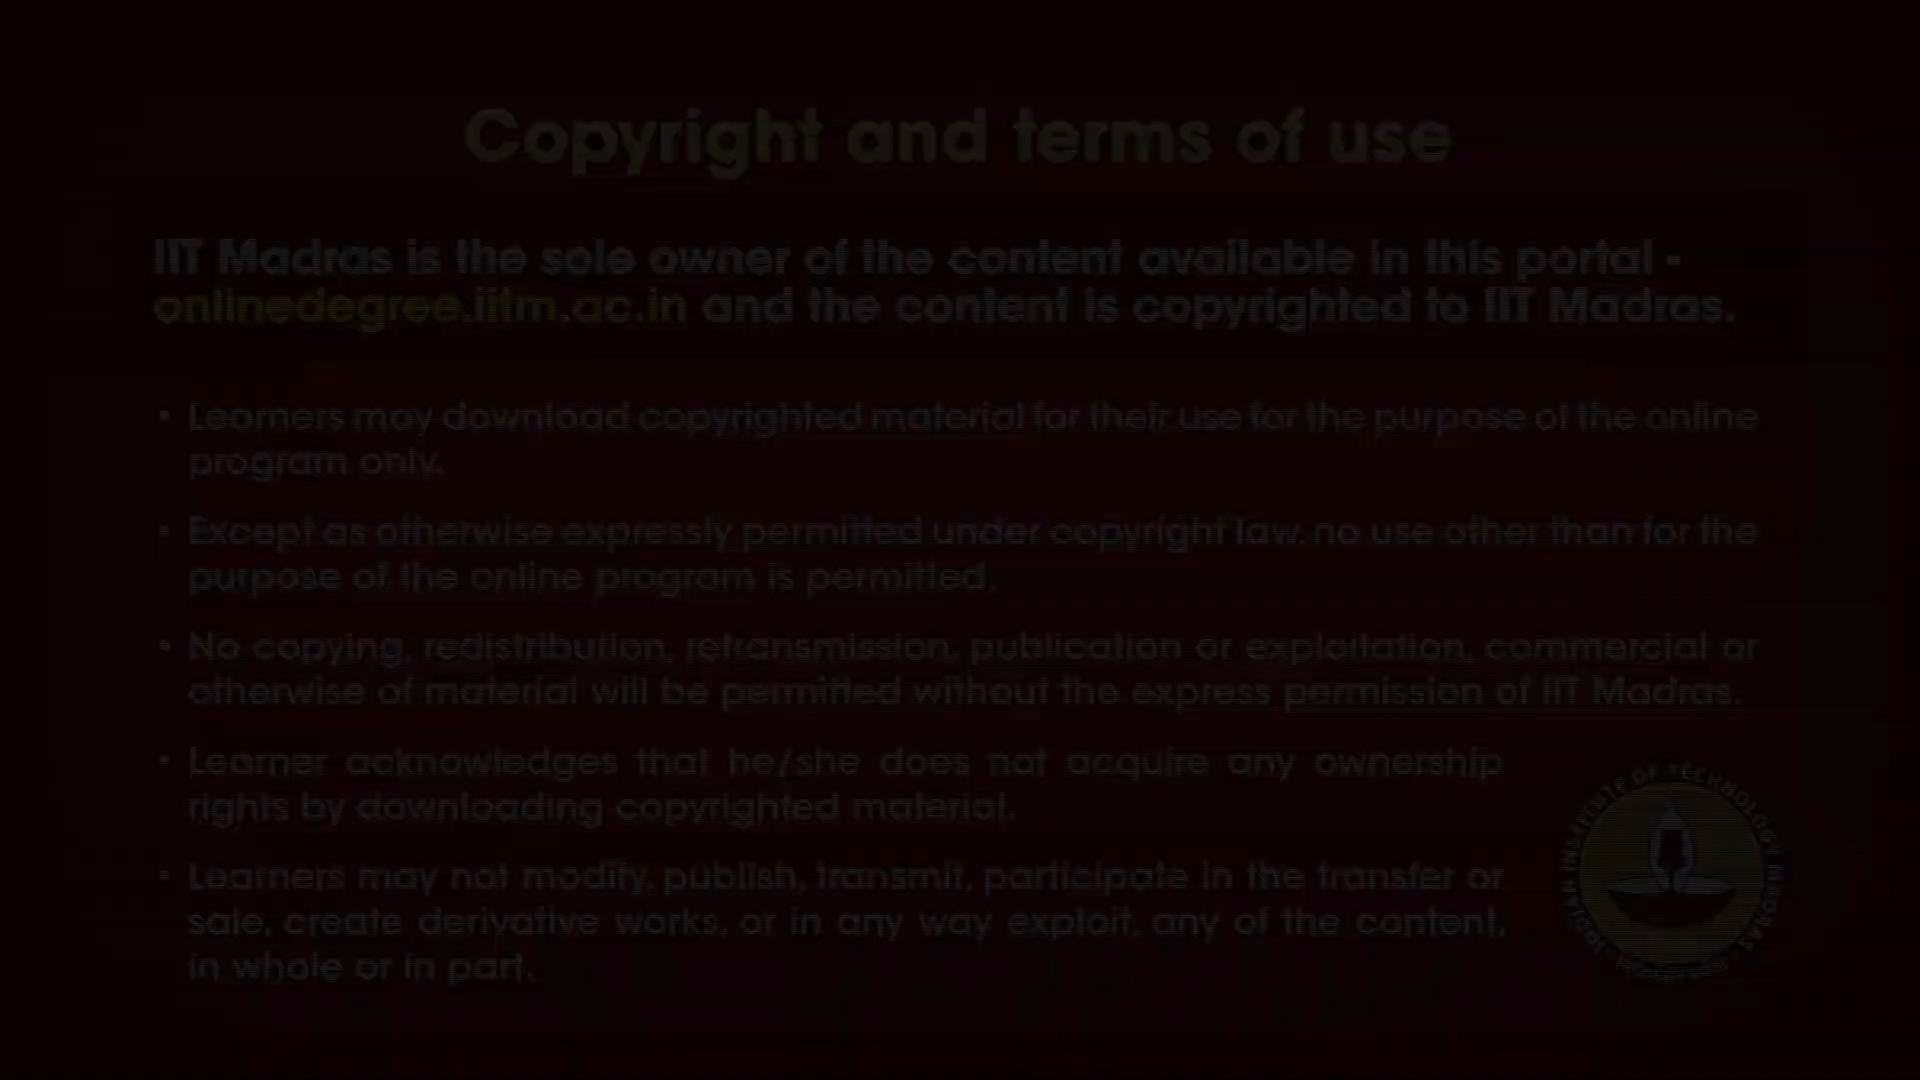 Copyright and terms of use
IIT Madras is the sole owner of the content available in this portal -
onlinedegree.iitm.ac.in and the content is copyrighted to IIT Madras.
• Learners may download copyrighted material for their use for the purpose of the online
program only.
• Except as otherwise expressly permitted under copyright law, no use other than for the
purpose of the online program is permitted.
• No copying, redistribution, retransmission, publication or exploitation, commercial or
otherwise of material will be permitted without the express permission of IIT Madras.
• Learner acknowledges that he/she does not acquire any ownership
rights by downloading copyrighted material.
• Learners may not modify, publish, transmit, participate in the transfer or
sale, create derivative works, or in any way exploit, any of the content,
in whole or in part.
INDIAN INSTITUTE OF TECHNOLOGY MADRAS